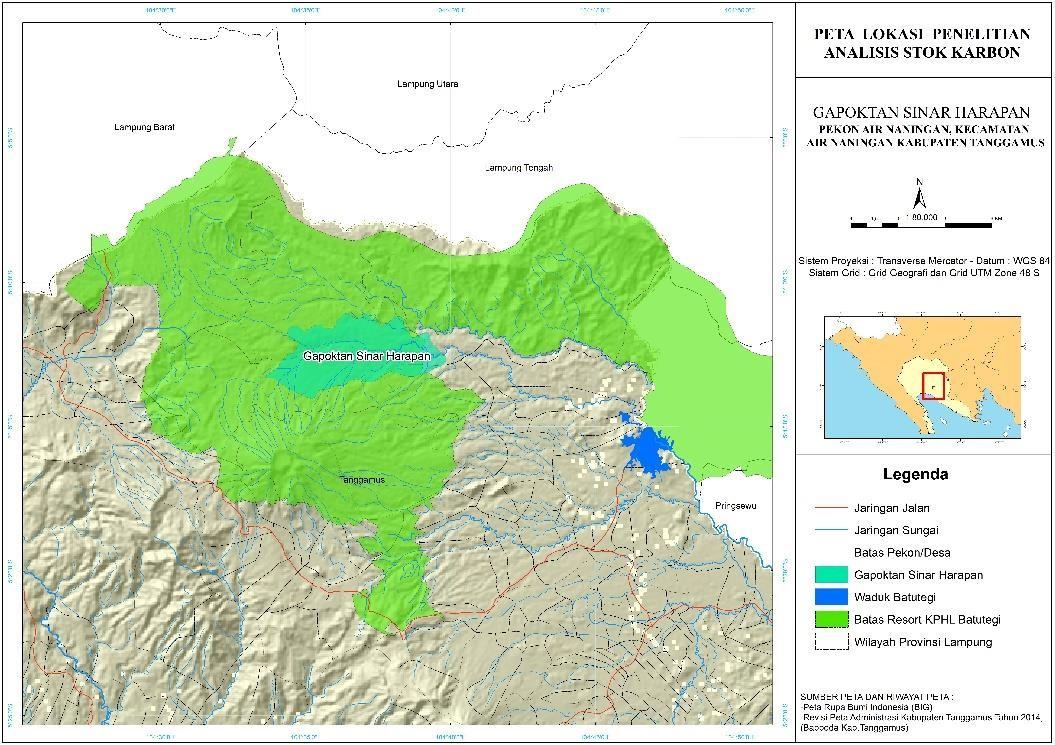 PETA LOKASI PENELITIAN
ANALISIS STOK KARBON
GAPOKTAN SINAR HARAPAN
PEKON AIR NANINGAN, KECAMATAN
AIR NANINGAN KABUPATEN TANGGAMUS
N
1:80.000
Sistem Proyeksi : Transverse Mercator - Datum : WGS 84
Sistem Grid : Grid Geografi dan Grid UTM Zone 48 S
Legenda
Jaringan Jalan
Jaringan Sungai
Batas Pekon/Desa
Gapoktan Sinar Harapan
Waduk Batutegi
Batas Resort KPHL Batutegi
Wilayah Provinsi Lampung
SUMBER PETA DAN RIWAYAT PETA :
-Peta Rupa Bumi Indonesia (BIG)
-Revisi Peta Administrasi Kabupaten Tanggamus Tahun 2014,
(Bappeda Kab.Tanggamus)
Lampung Utara
Lampung Barat
Lampung Tengah
Gapoktan Sinar Harapan
Tanggamus
Pringsewu